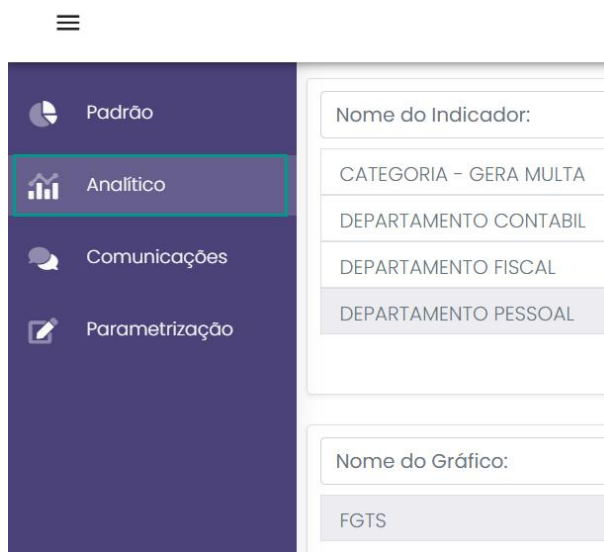 Padrão
Analítico
Comunicações
Parametrização
Nome do Indicador:
CATEGORIA - GERA MULTA
DEPARTAMENTO CONTABIL
DEPARTAMENTO FISCAL
DEPARTAMENTO PESSOAL
Nome do Gráfico:
FGTS